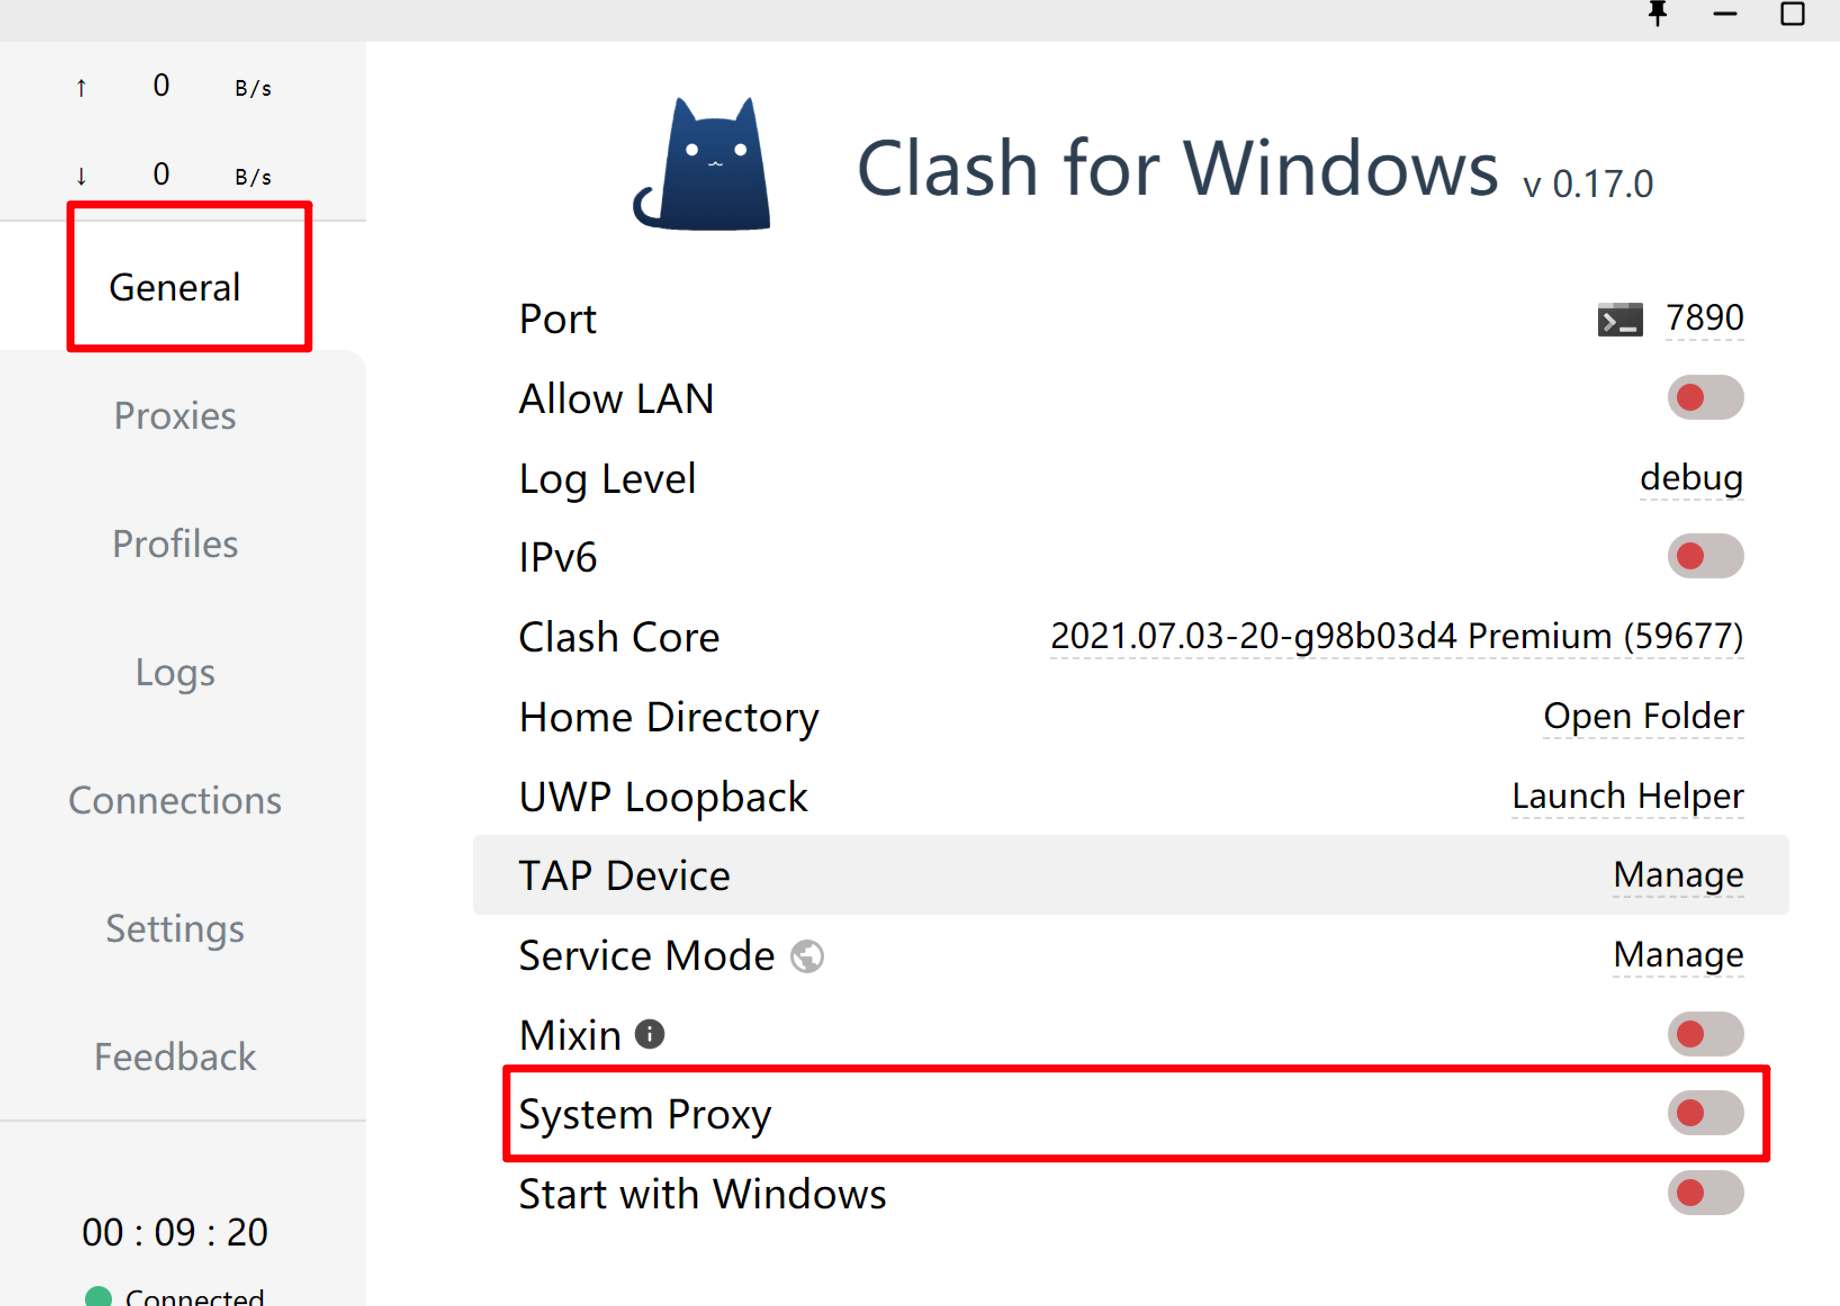 ↑ 0 B/s
↓ 0 B/s
General
Proxies
Profiles
Logs
Connections
Settings
Feedback
00 : 09 : 20
Connected
Clash for Windows v 0.17.0
Port 7890
Allow LAN
Log Level debug
IPv6
Clash Core 2021.07.03-20-g98b03d4 Premium (59677)
Home Directory Open Folder
UWP Loopback Launch Helper
TAP Device Manage
Service Mode Manage
Mixin
System Proxy
Start with Windows